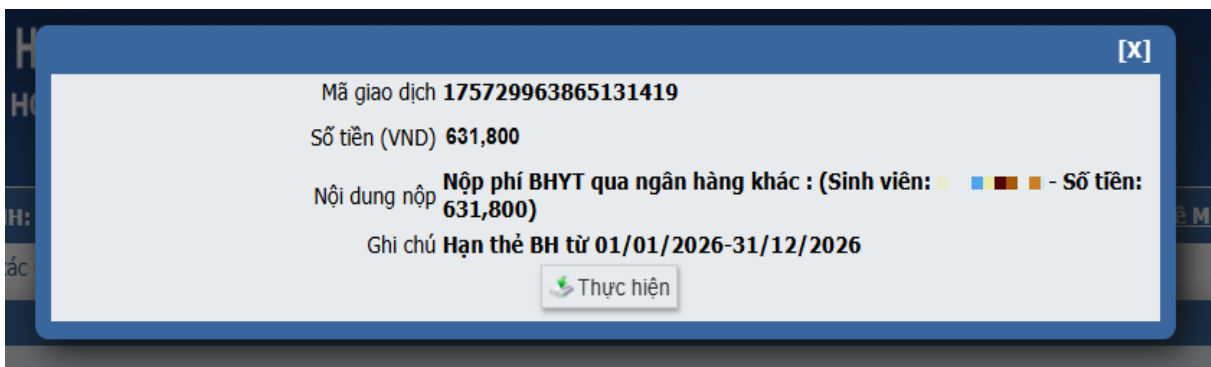 H
[X]
HO
Mã giao dịch 175729963865131419
Số tiền (VND) 631,800
Nội dung nộp Nộp phí BHYT qua ngân hàng khác : (Sinh viên: - Số tiền:
631,800)
H:
ê M
Ghi chú Hạn thẻ BH từ 01/01/2026-31/12/2026
tác
Thực hiện